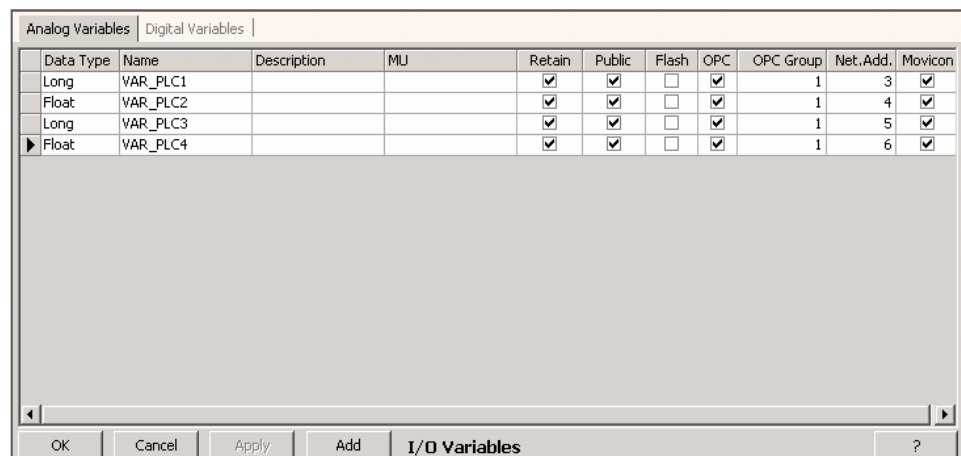 Analog Variables Digital Variables
Data Type Name Description MU Retain Public Flash OPC OPC Group Net.Add. Movicon
Long VAR_PLC1 1 3
Float VAR_PLC2 1 4
Long VAR_PLC3 1 5
Float VAR_PLC4 1 6
OK Cancel Apply Add I/O Variables ?